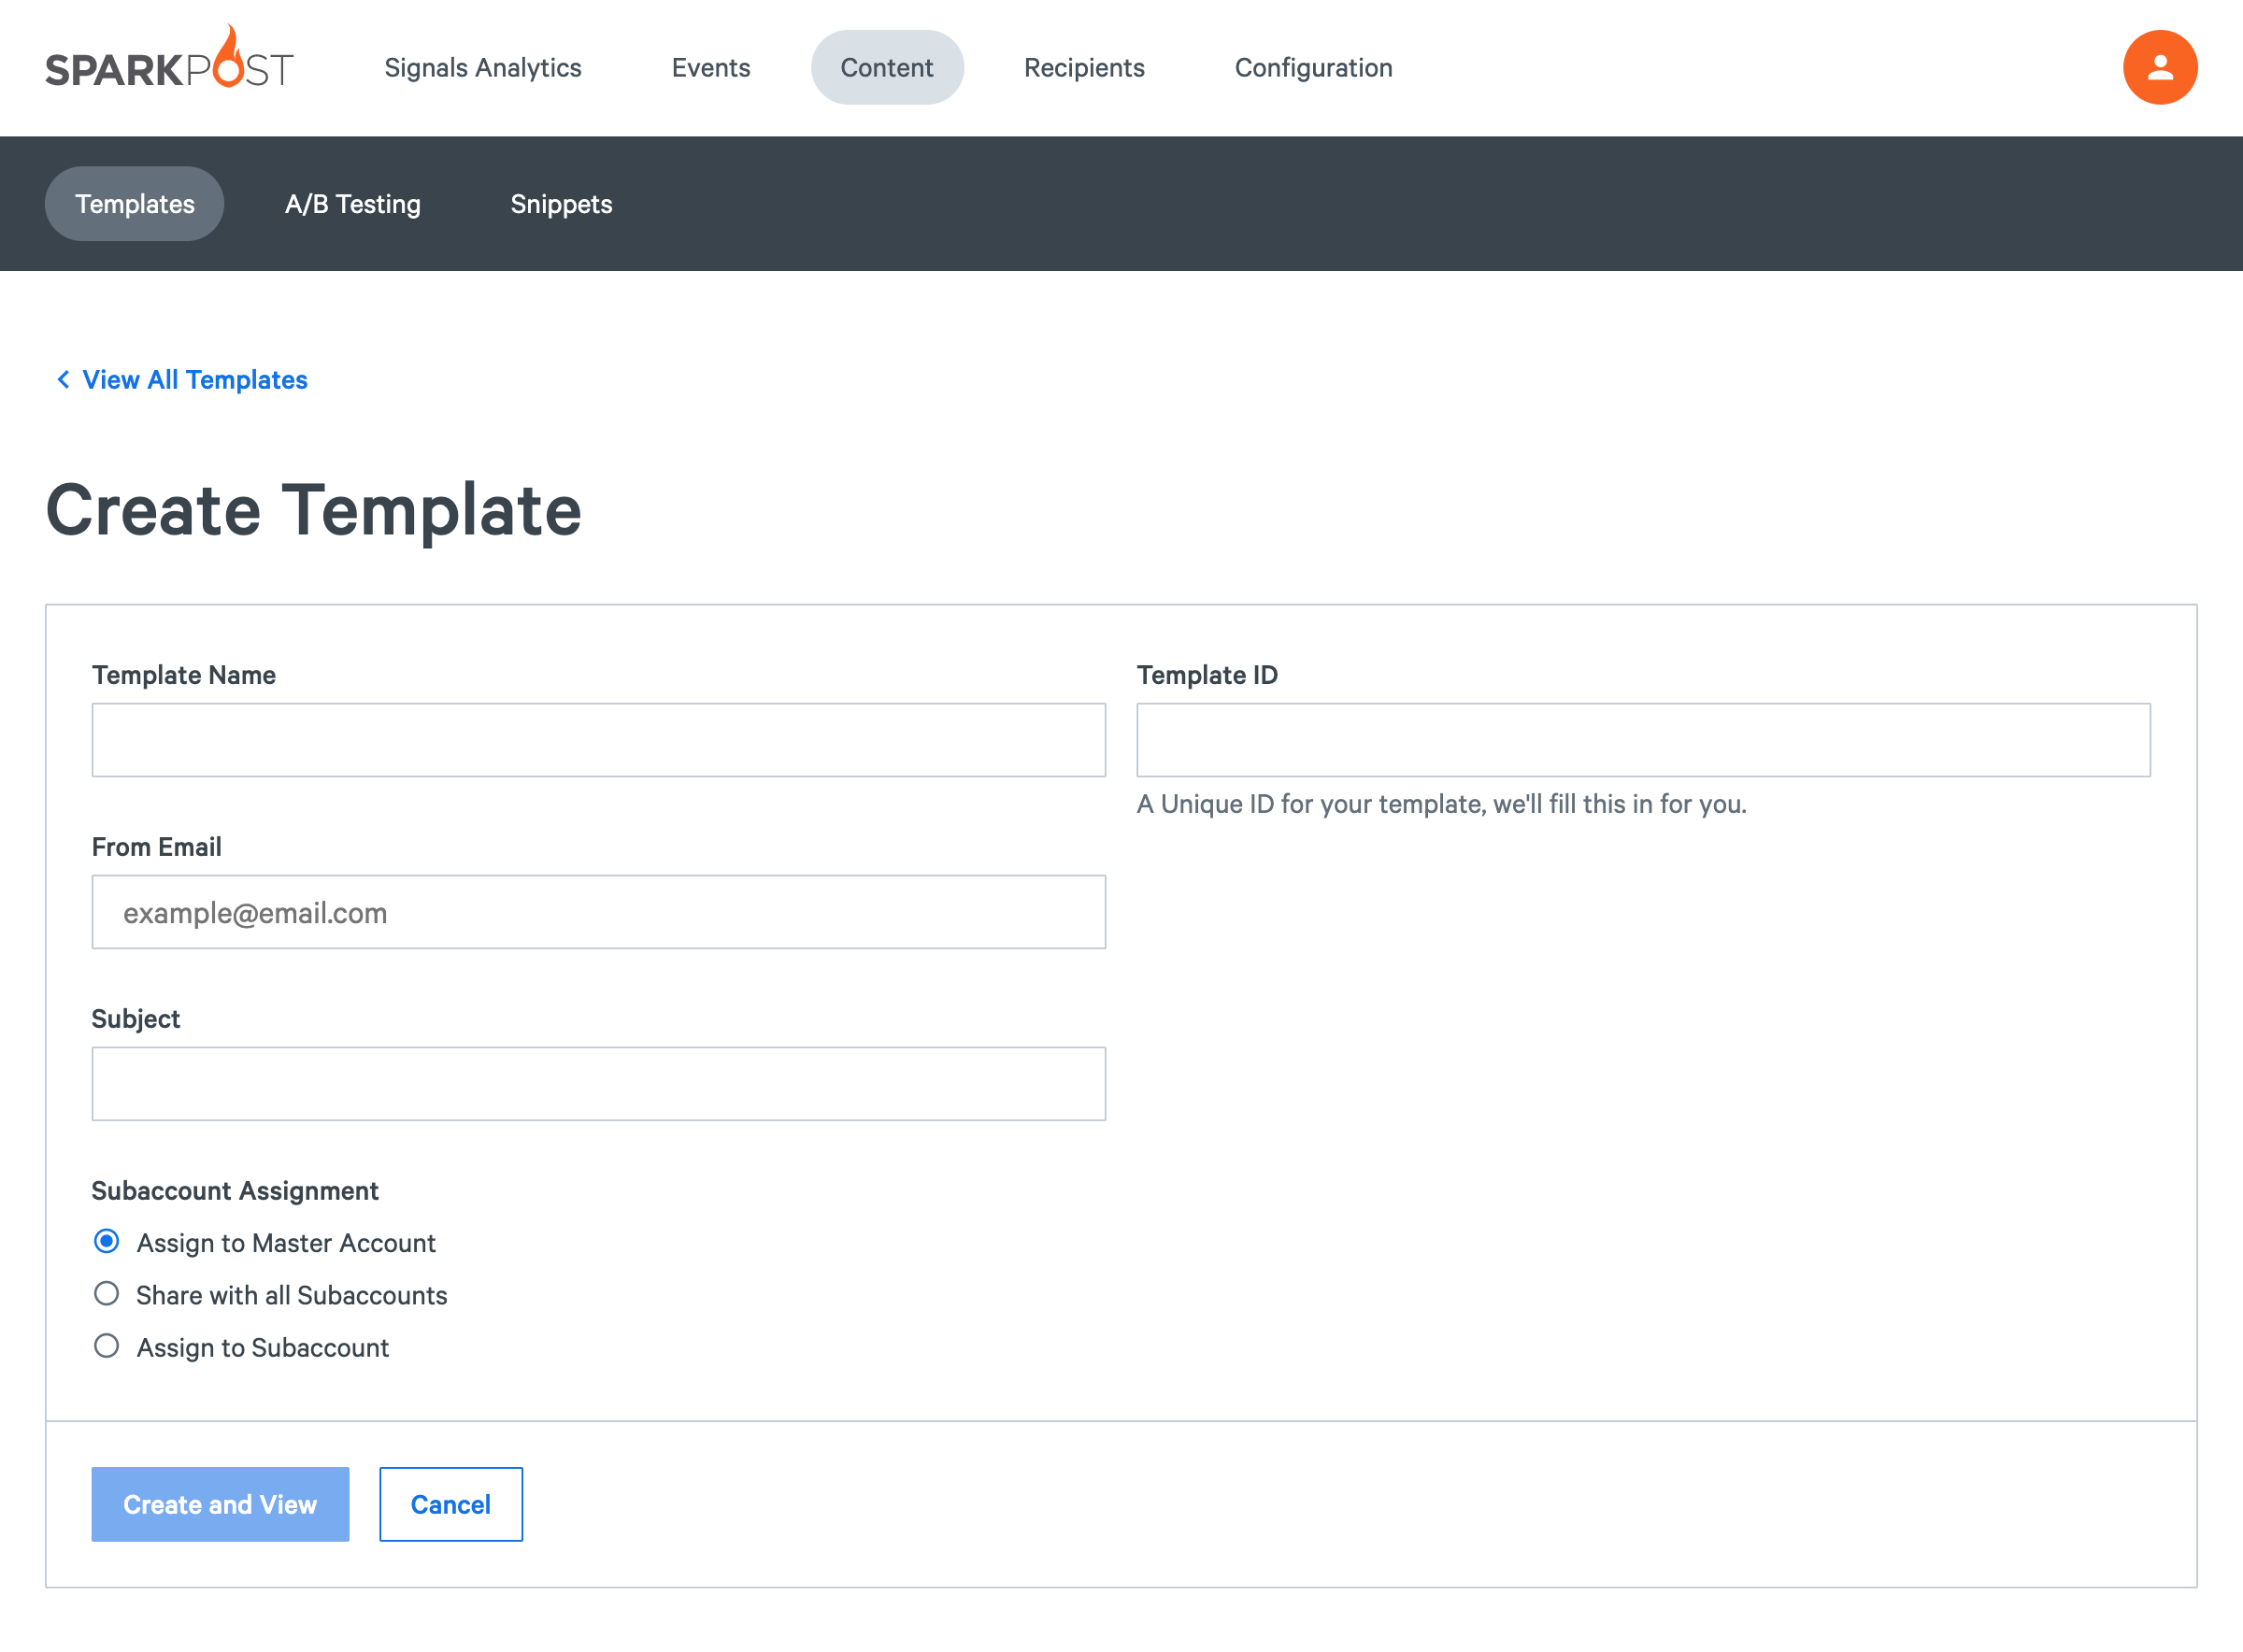 SPARKPOST
Signals Analytics
Events
Content
Recipients
Configuration
Templates
A/B Testing
Snippets
View All Templates
Create Template
Template Name
Template ID
A Unique ID for your template, we'll fill this in for you.
From Email
example@email.com
Subject
Subaccount Assignment
Assign to Master Account
Share with all Subaccounts
Assign to Subaccount
Create and View
Cancel